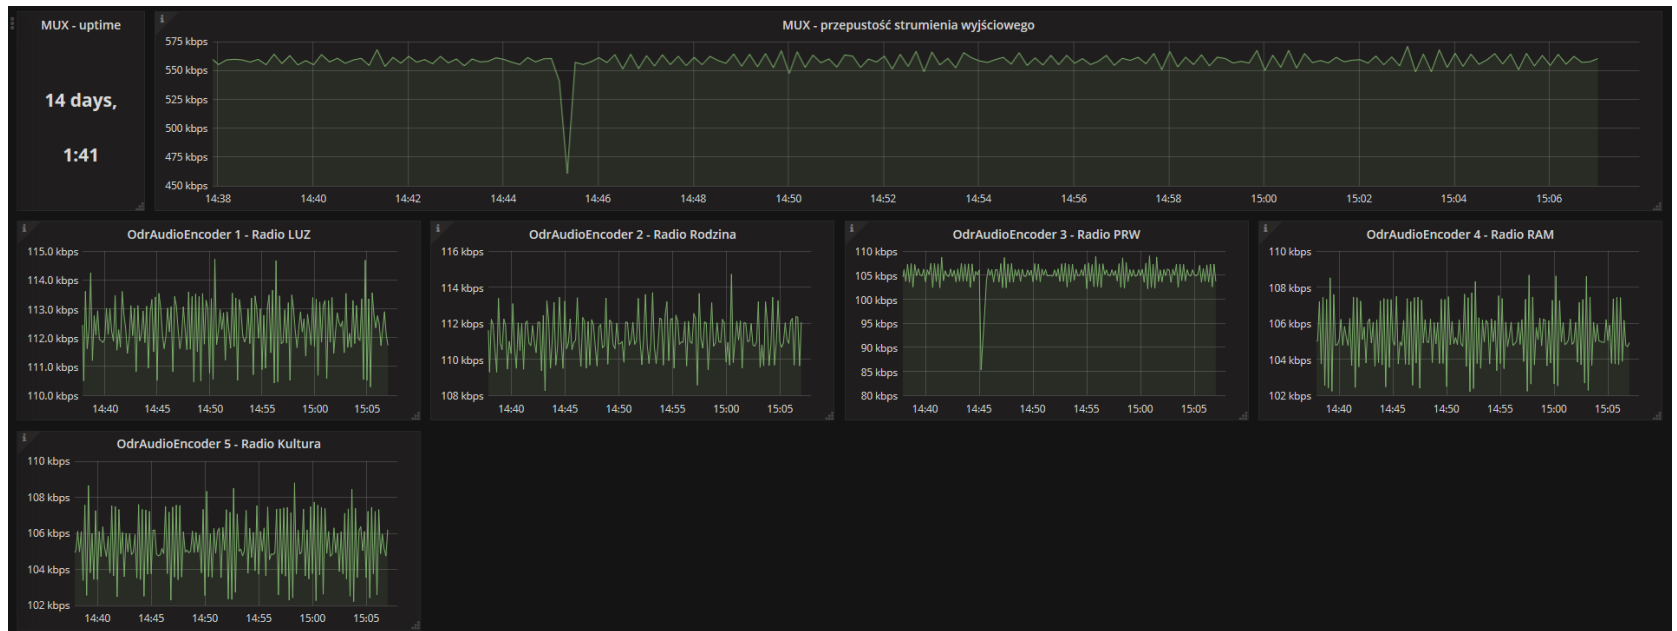 MUX - uptime
14 days,
1:41
MUX - przepustość strumienia wyjściowego
575 kbps
550 kbps
525 kbps
500 kbps
475 kbps
450 kbps
14:38 14:40 14:42 14:44 14:46 14:48 14:50 14:52 14:54 14:56 14:58 15:00 15:02 15:04 15:06
OdrAudioEncoder 1 - Radio LUZ
115.0 kbps
114.0 kbps
113.0 kbps
112.0 kbps
111.0 kbps
110.0 kbps
14:40 14:45 14:50 14:55 15:00 15:05
OdrAudioEncoder 2 - Radio Rodzina
116 kbps
114 kbps
112 kbps
110 kbps
108 kbps
14:40 14:45 14:50 14:55 15:00 15:05
OdrAudioEncoder 3 - Radio PRW
110 kbps
105 kbps
100 kbps
95 kbps
90 kbps
85 kbps
80 kbps
14:40 14:45 14:50 14:55 15:00 15:05
OdrAudioEncoder 4 - Radio RAM
110 kbps
108 kbps
106 kbps
104 kbps
102 kbps
14:40 14:45 14:50 14:55 15:00 15:05
OdrAudioEncoder 5 - Radio Kultura
110 kbps
108 kbps
106 kbps
104 kbps
102 kbps
14:40 14:45 14:50 14:55 15:00 15:05